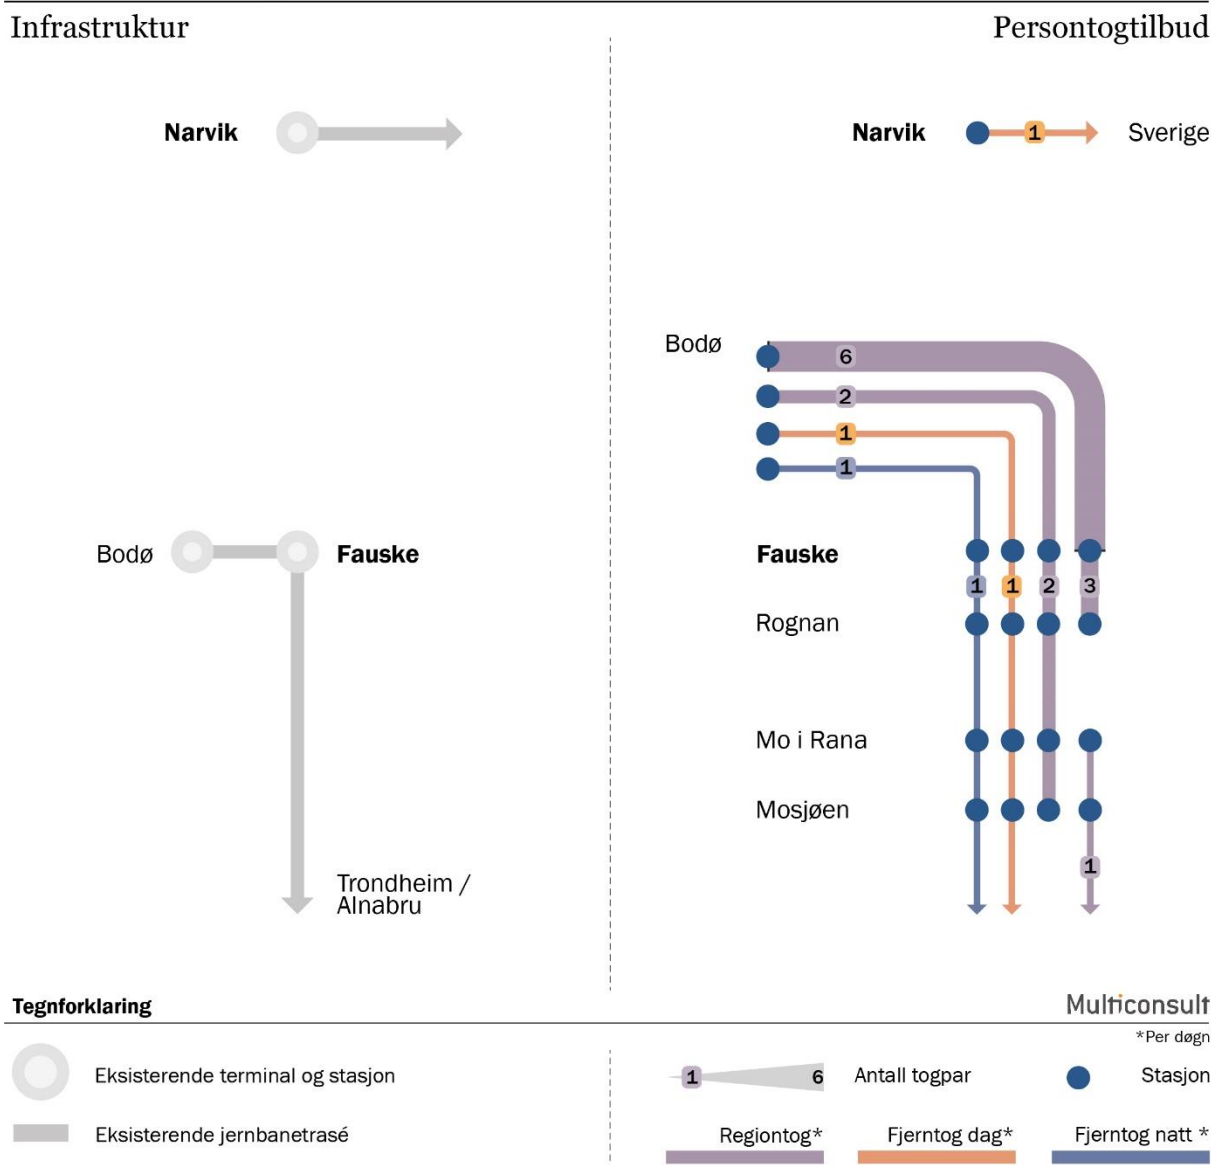 Infrastruktur
Persontogtilbud
Narvik
Narvik
1
Sverige
Bodø
6
2
1
1
Bodø
Fauske
Fauske
1
1
2
3
Rognan
Mo i Rana
Mosjøen
1
Trondheim /
Alnabru
Tegnforklaring
Multiconsult
*Per døgn
Eksisterende terminal og stasjon
1
6
Antall togpar
Stasjon
Eksisterende jernbanetrasé
Regiontog*
Fjerntog dag*
Fjerntog natt *